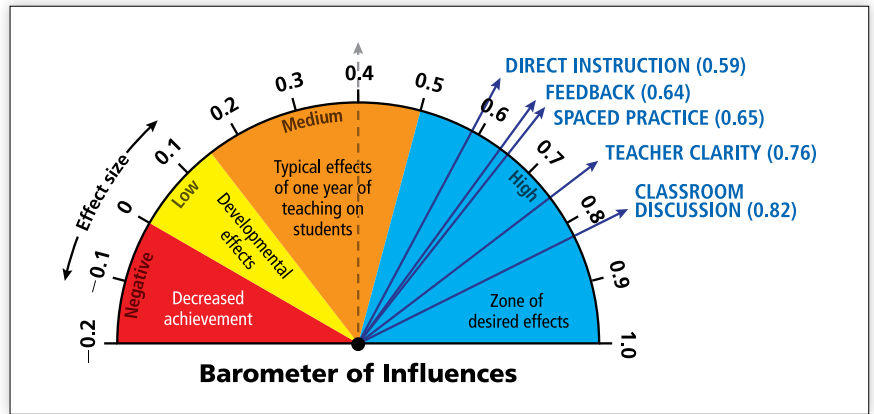 DIRECT INSTRUCTION (0.59)
FEEDBACK (0.64)
SPACED PRACTICE (0.65)
TEACHER CLARITY (0.76)
CLASSROOM
DISCUSSION (0.82)
Effect size
−0.2
−0.1
0
0.1
0.2
0.3
0.4
0.5
0.6
0.7
0.8
0.9
1.0
Negative
Low
Medium
High
Decreased
achievement
Developmental
effects
Typical effects
of one year of
teaching on
students
Zone of
desired effects
Barometer of Influences